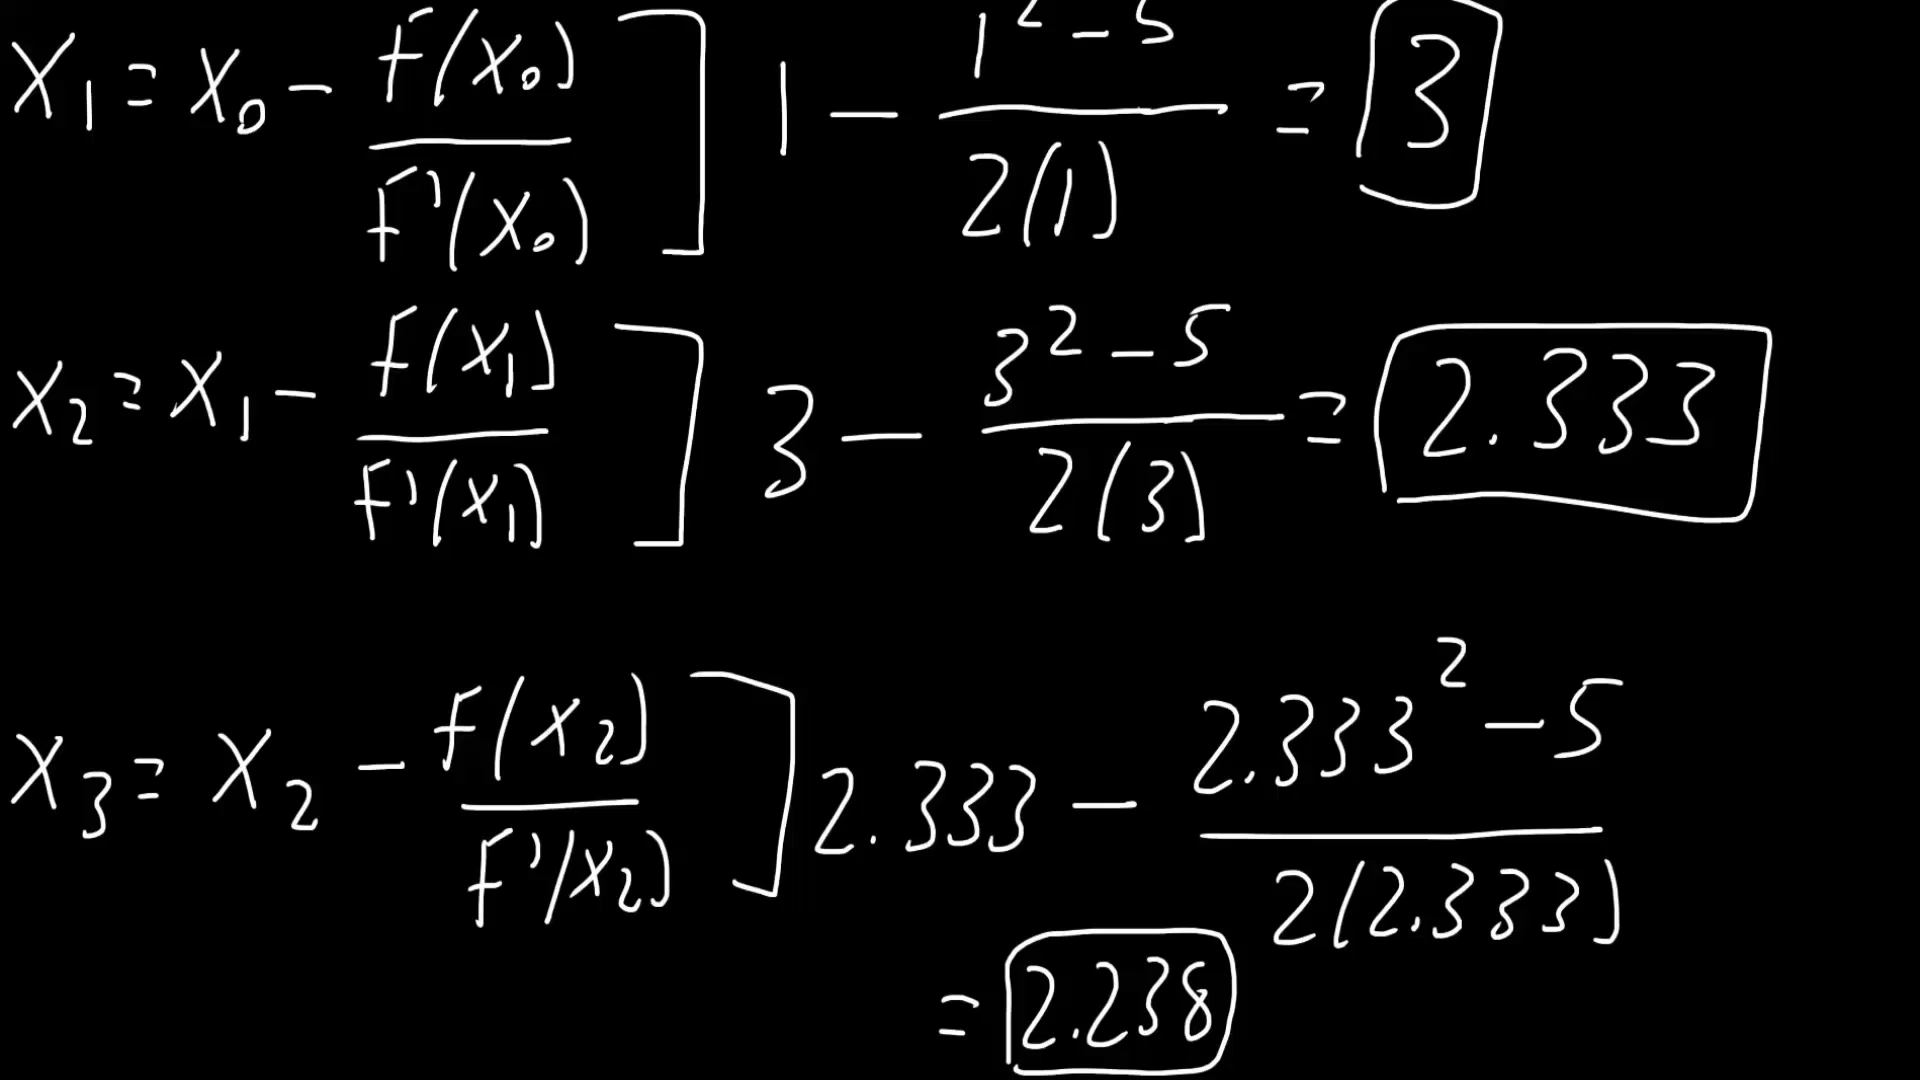 X₁ = X₀ - f(X₀)/f'(X₀) ] 1 - (1² - 5)/(2(1)) = 3
X₂ = X₁ - f(X₁)/f'(X₁) ] 3 - (3² - 5)/(2(3)) = 2.333
X₃ = X₂ - f(X₂)/f'(X₂) ] 2.333 - (2.333² - 5)/(2(2.333))
= 2.238